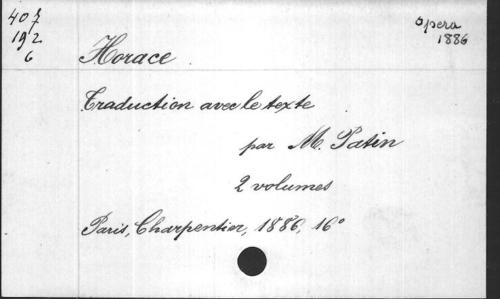 407
19 2
6
Opera
1886
Horace
Traduction avec le texte
par M. Patin
2 volumes
Paris, Charpentier, 1886, 16°